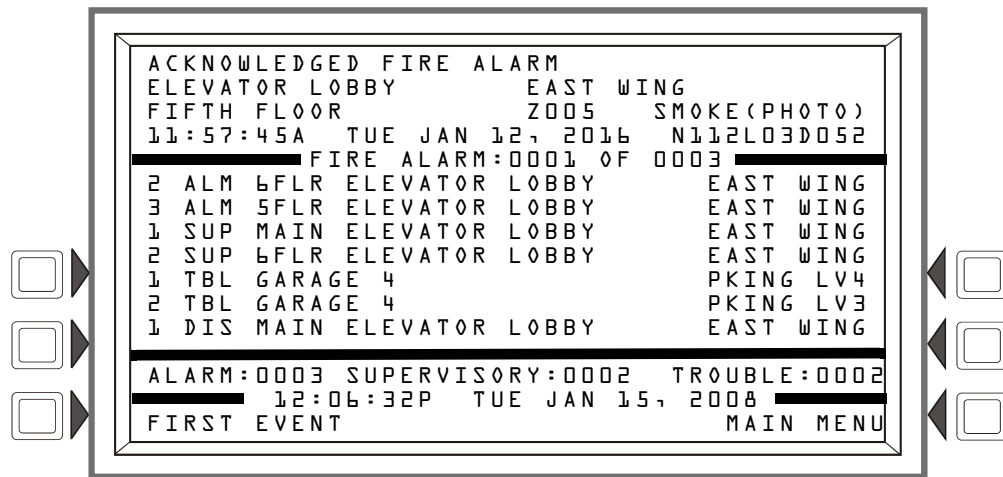 ACKNOWLEDGED FIRE ALARM
ELEVATOR LOBBY EAST WING
FIFTH FLOOR Z005 SMOKE(PHOTO)
11:57:45A TUE JAN 12, 2016 N112L03D052
FIRE ALARM:0001 OF 0003
2 ALM 6FLR ELEVATOR LOBBY EAST WING
3 ALM 5FLR ELEVATOR LOBBY EAST WING
1 SUP MAIN ELEVATOR LOBBY EAST WING
2 SUP 6FLR ELEVATOR LOBBY EAST WING
1 TBL GARAGE 4 PKING LV4
2 TBL GARAGE 4 PKING LV3
1 DIS MAIN ELEVATOR LOBBY EAST WING
ALARM:0003 SUPERVISORY:0002 TROUBLE:0002
12:06:32P TUE JAN 15, 2008
FIRST EVENT MAIN MENU